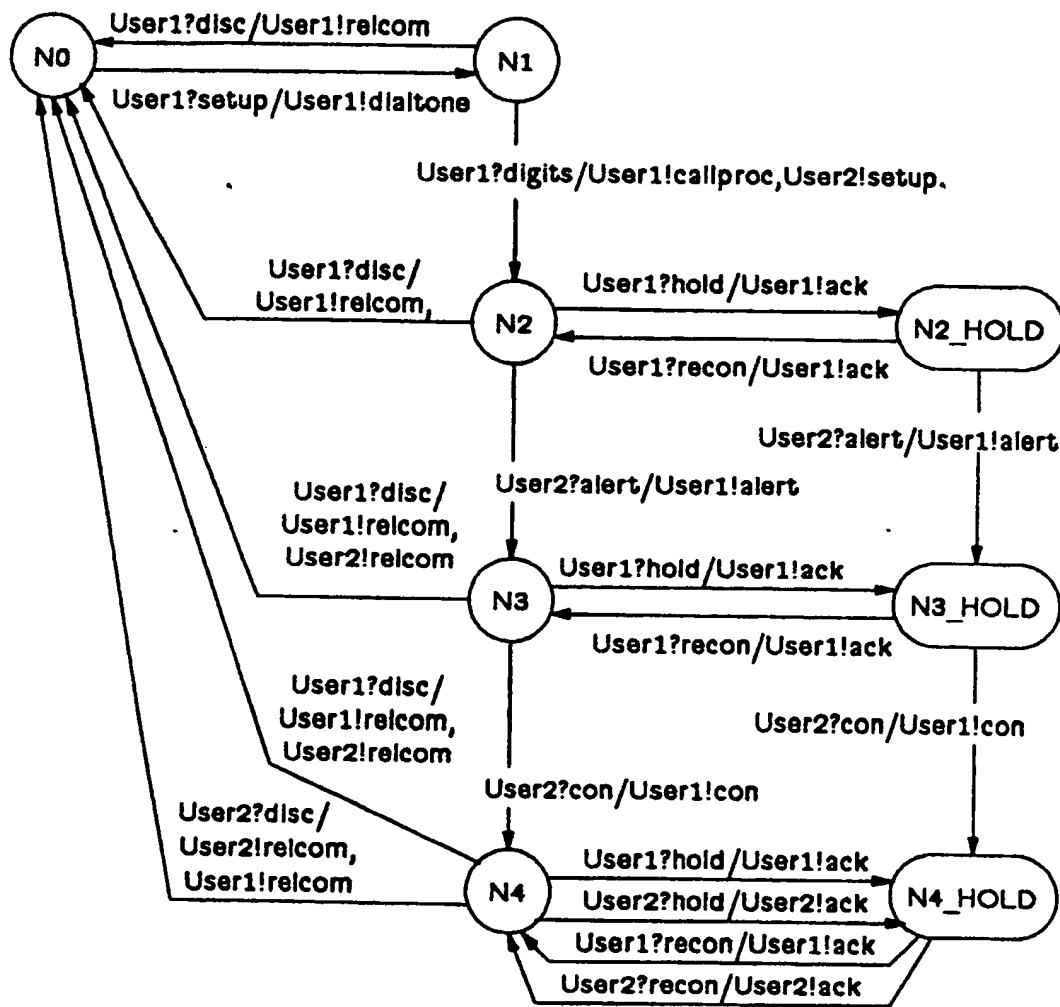 User1?disc/User1!relcom
N0
N1
User1?setup/User1!dialtone
User1?digits/User1!callproc,User2!setup.
User1?disc/
User1!relcom,
User1?hold/User1!ack
N2
N2_HOLD
User1?recon/User1!ack
User2?alert/User1!alert
User2?alert/User1!alert
User1?disc/
User1!relcom,
User2!relcom
User1?hold/User1!ack
N3
N3_HOLD
User1?recon/User1!ack
User1?disc/
User1!relcom,
User2!relcom
User2?con/User1!con
User2?con/User1!con
User2?disc/
User2!relcom,
User1!relcom
User1?hold/User1!ack
N4
User2?hold/User2!ack
N4_HOLD
User1?recon/User1!ack
User2?recon/User2!ack